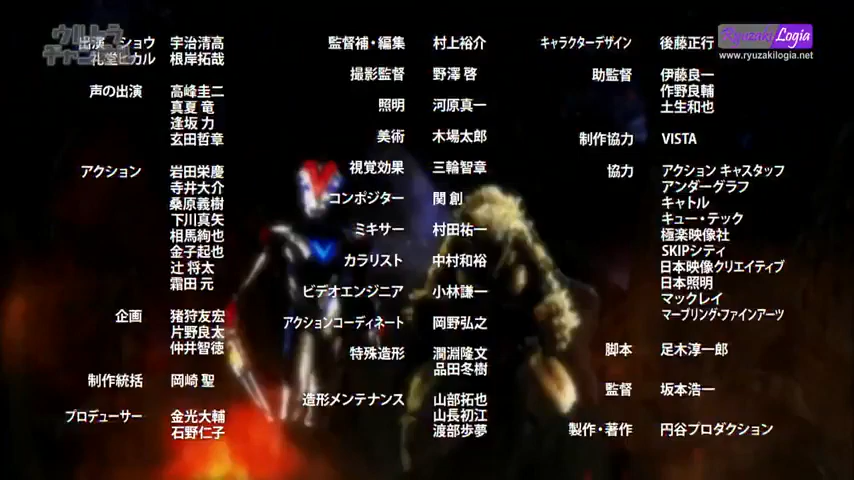 ウルトラ
チャンネル
Ryuzaki Logia
www.ryuzakilogia.net
出演 ショウ 宇治清高
礼堂ヒカル 根岸拓哉
声の出演 高峰圭二
真夏 竜
逢坂 力
玄田哲章
アクション 岩田栄慶
寺井大介
桑原義樹
下川真矢
相馬絢也
金子起也
辻 将太
霜田 元
企画 猪狩友宏
片野良太
仲井智徳
制作統括 岡崎 聖
プロデューサー 金光大輔
石野仁子
監督補・編集 村上裕介
撮影監督 野澤 啓
照明 河原真一
美術 木場太郎
視覚効果 三輪智章
コンポジター 関 創
ミキサー 村田祐一
カラリスト 中村和裕
ビデオエンジニア 小林謙一
アクションコーディネート 岡野弘之
特殊造形 澗淵隆文
品田冬樹
造形メンテナンス 山部拓也
山長初江
渡部歩夢
キャラクターデザイン 後藤正行
助監督 伊藤良一
作野良輔
土生和也
制作協力 VISTA
協力 アクション キャスタッフ
アンダーグラフ
キャトル
キュー・テック
極楽映像社
SKIPシティ
日本映像クリエイティブ
日本照明
マックレイ
マーブリング・ファインアーツ
脚本 足木淳一郎
監督 坂本浩一
製作・著作 円谷プロダクション